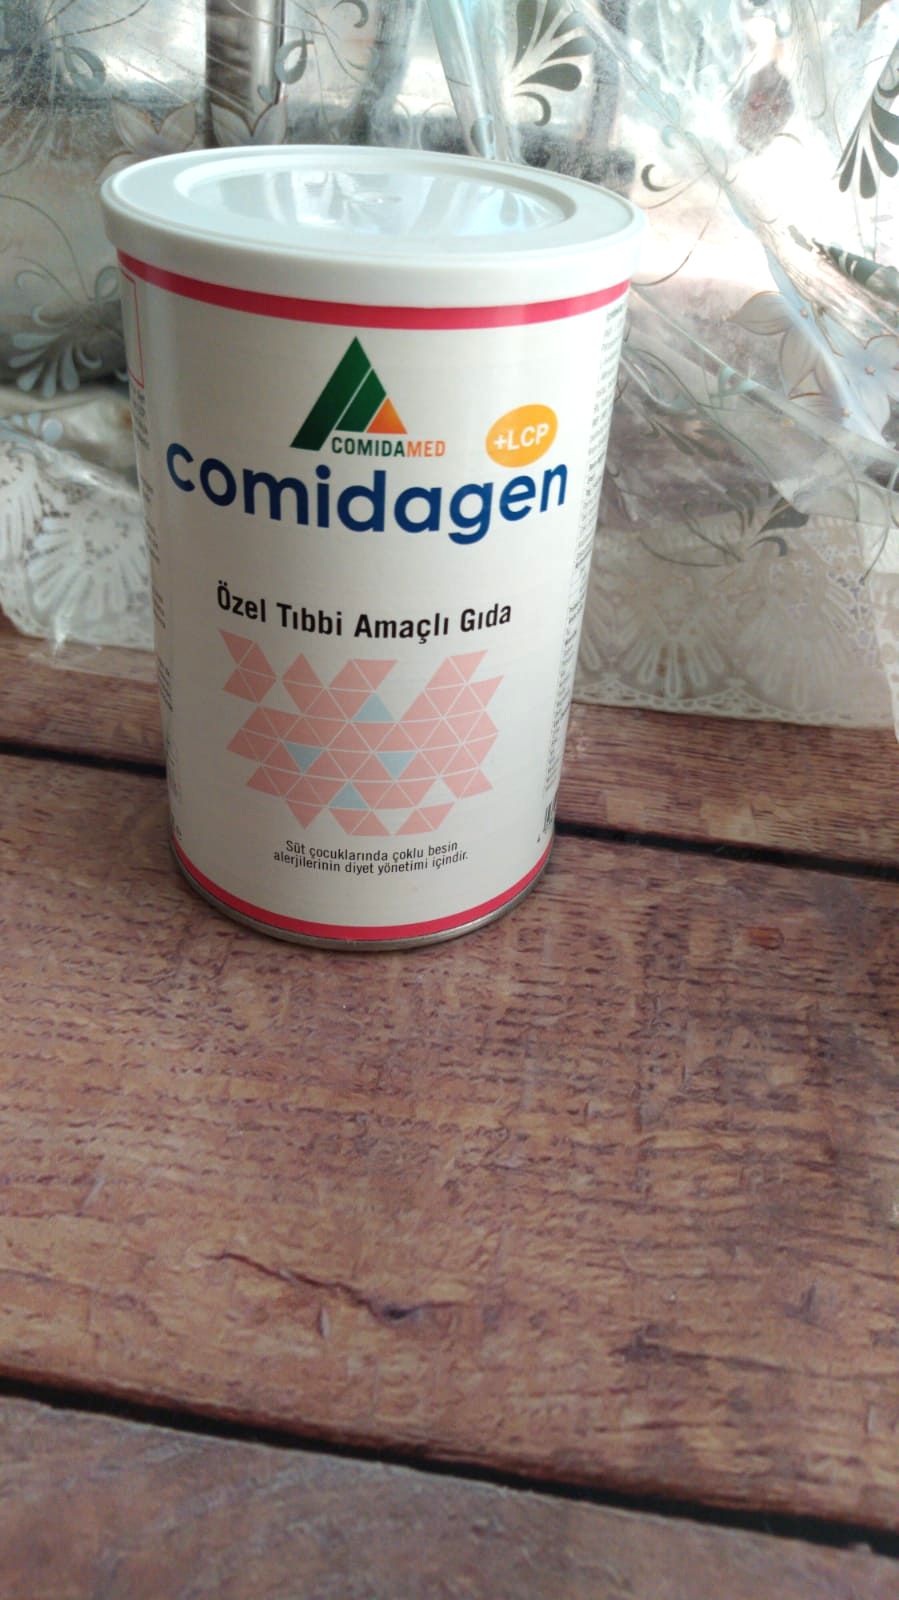 COMIDAMED
+LCP
comidagen
Özel Tıbbi Amaçlı Gıda
Süt çocuklarında çoklu besin
alerjilerinin diyet yönetimi içindir.